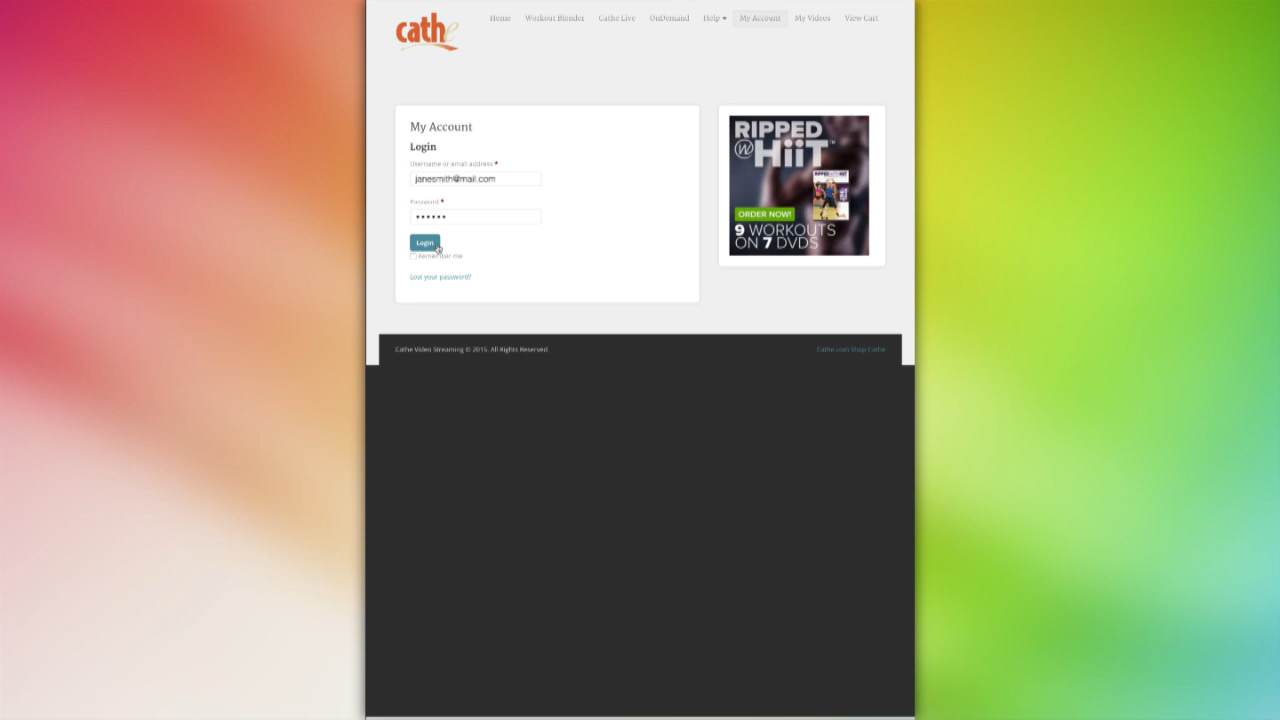 cathe
Home Workout Blender Cathe Live OnDemand Help My Account My Videos View Cart
My Account
Login
Username or email address *
janesmith@mail.com
Password *
Login
Remember me
Lost your password?
RIPPED
W HiiT™
RIPPED HIIT
ORDER NOW!
9 WORKOUTS
ON 7 DVDS
Cathe Video Streaming © 2015. All Rights Reserved.
Cathe.com Shop Cathe